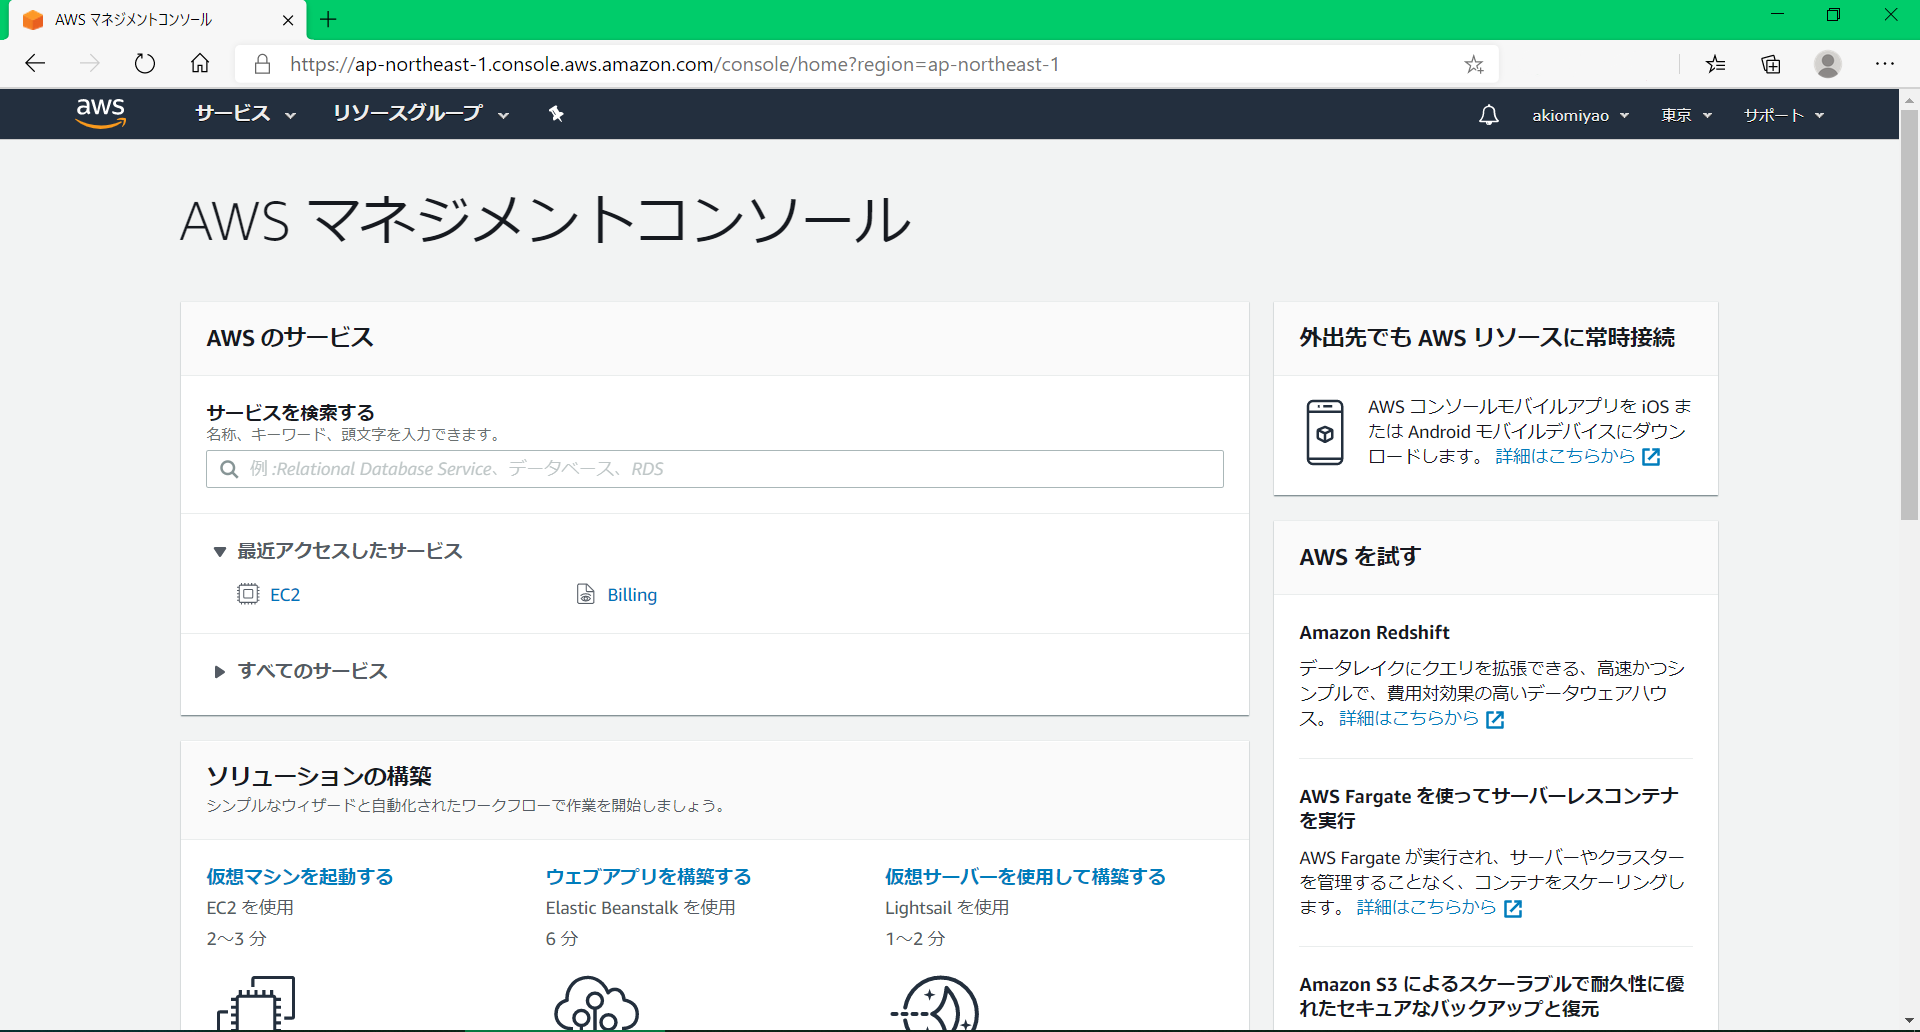 AWS マネジメントコンソール
https://ap-northeast-1.console.aws.amazon.com/console/home?region=ap-northeast-1
aws サービス リソースグループ akiomiyao 東京 サポート
AWS マネジメントコンソール
AWS のサービス
サービスを検索する
名称、キーワード、頭文字を入力できます。
例 :Relational Database Service、データベース、RDS
最近アクセスしたサービス
EC2 Billing
すべてのサービス
ソリューションの構築
シンプルなウィザードと自動化されたワークフローで作業を開始しましょう。
仮想マシンを起動する
EC2 を使用
2～3 分
ウェブアプリを構築する
Elastic Beanstalk を使用
6 分
仮想サーバーを使用して構築する
Lightsail を使用
1～2 分
外出先でも AWS リソースに常時接続
AWS コンソールモバイルアプリを iOS ま
たは Android モバイルデバイスにダウン
ロードします。 詳細はこちらから
AWS を試す
Amazon Redshift
データレイクにクエリを拡張できる、高速かつシ
ンプルで、費用対効果の高いデータウェアハウ
ス。 詳細はこちらから
AWS Fargate を使ってサーバーレスコンテナ
を実行
AWS Fargate が実行され、サーバーやクラスター
を管理することなく、コンテナをスケーリングし
ます。 詳細はこちらから
Amazon S3 によるスケーラブルで耐久性に優
れたセキュアなバックアップと復元